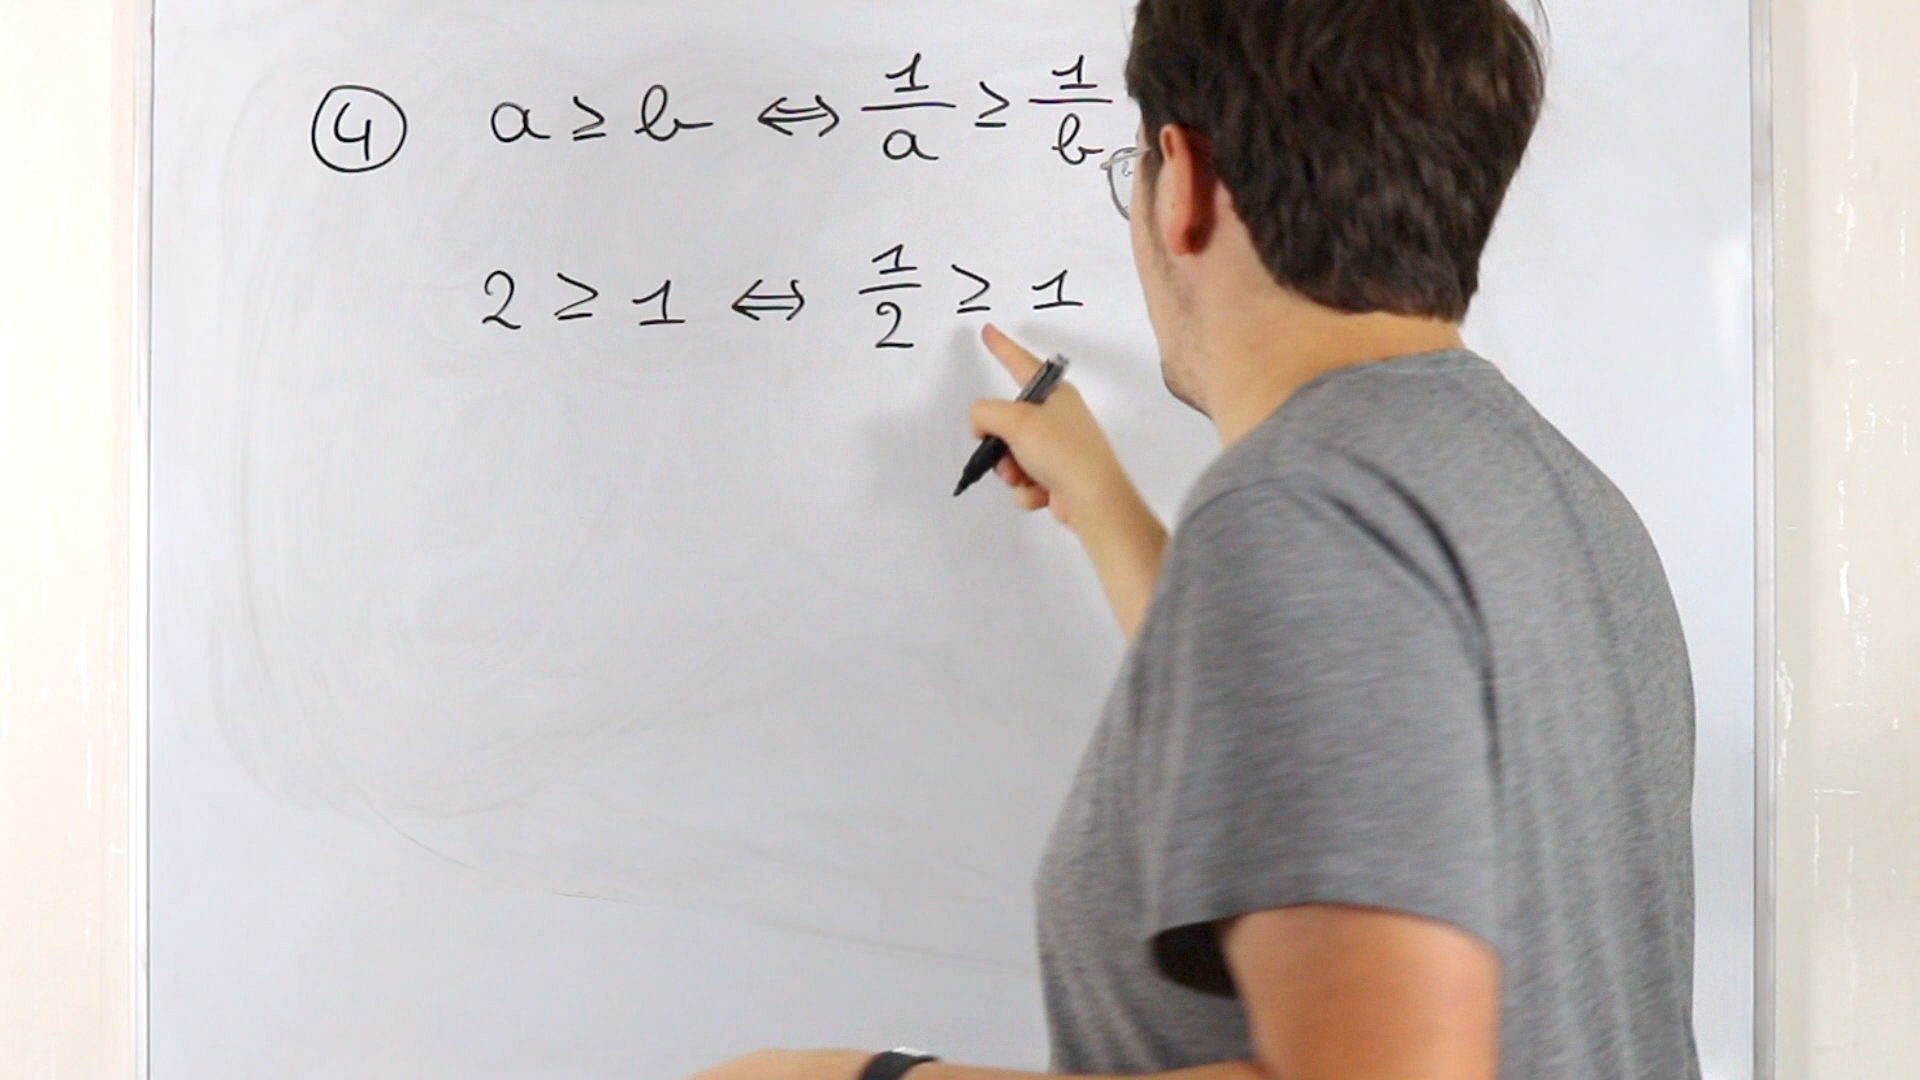 ④ a ≥ b ⇔ 1/a ≥ 1/b
2 ≥ 1 ⇔ 1/2 ≥ 1